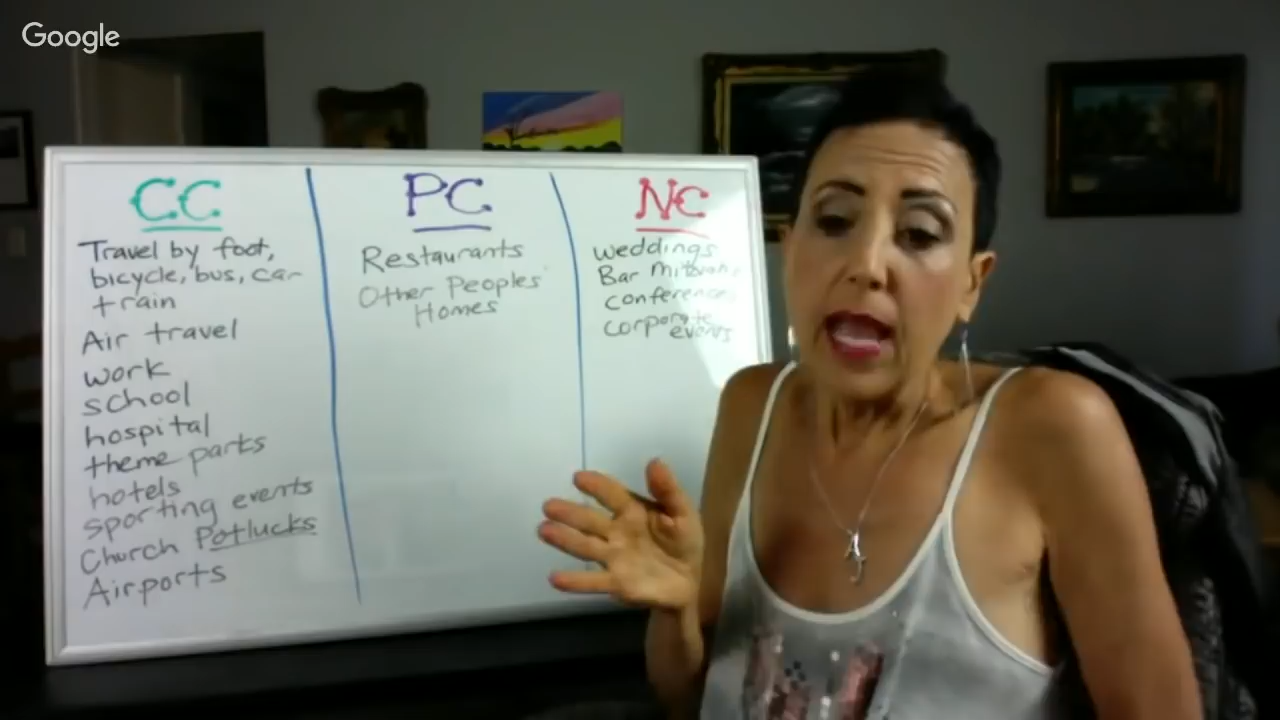 Google
CC
Travel by foot,
bicycle, bus, car
train
Air travel
work
school
hospital
theme parks
hotels
sporting events
Church Potlucks
Airports
PC
Restaurants
Other Peoples'
Homes
NC
weddings
Bar
conferences
corporate
events